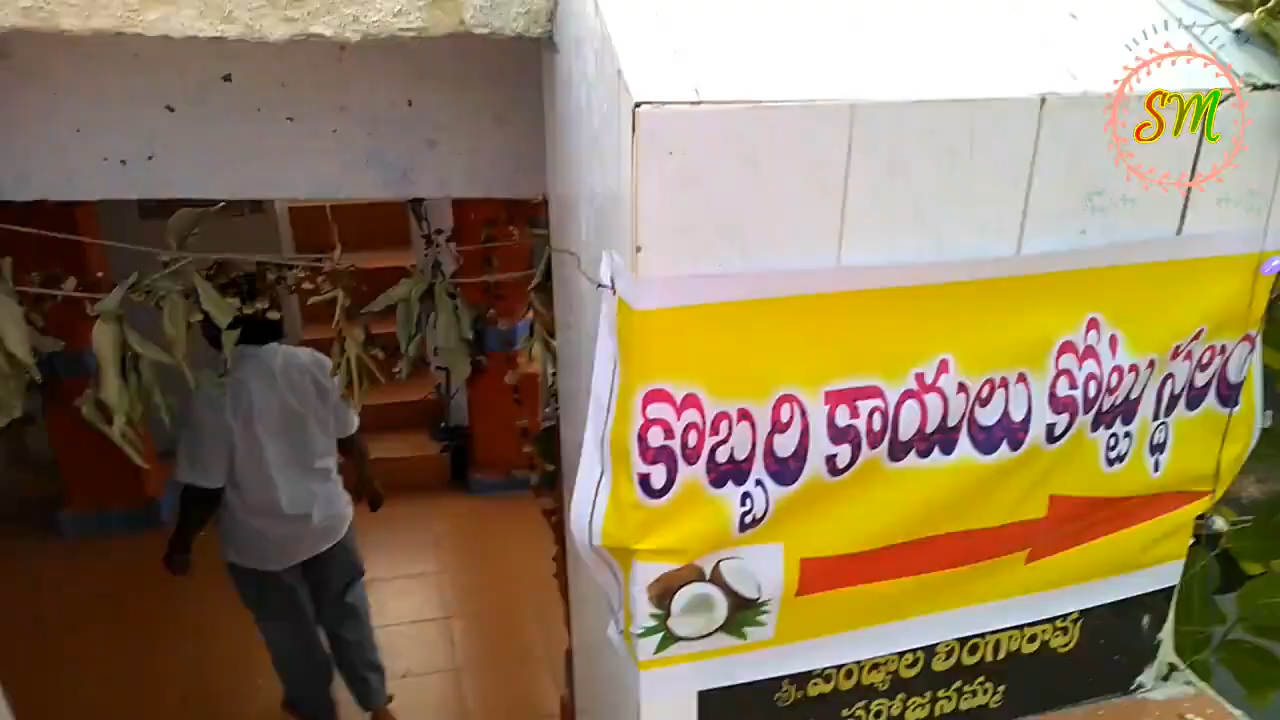 SM
కొబ్బరి కాయలు కోట్టు స్థలం
శ్రీ. పెండ్యాల లింగారావు
సరోజనమ్మ